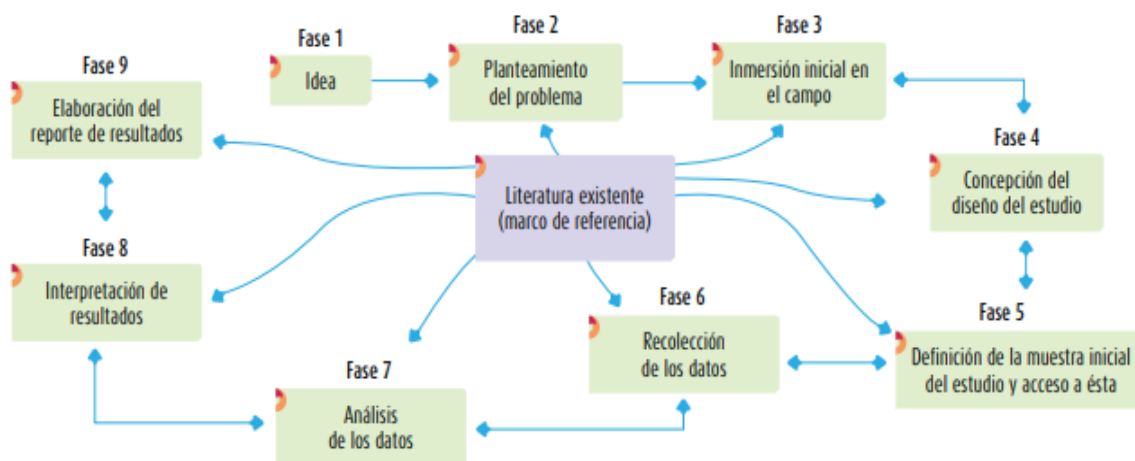 Fase 1
Idea
Fase 2
Planteamiento
del problema
Fase 3
Inmersión inicial en
el campo
Fase 4
Concepción del
diseño del estudio
Fase 5
Definición de la muestra inicial
del estudio y acceso a ésta
Fase 6
Recolección
de los datos
Fase 7
Análisis
de los datos
Fase 8
Interpretación de
resultados
Fase 9
Elaboración del
reporte de resultados
Literatura existente
(marco de referencia)